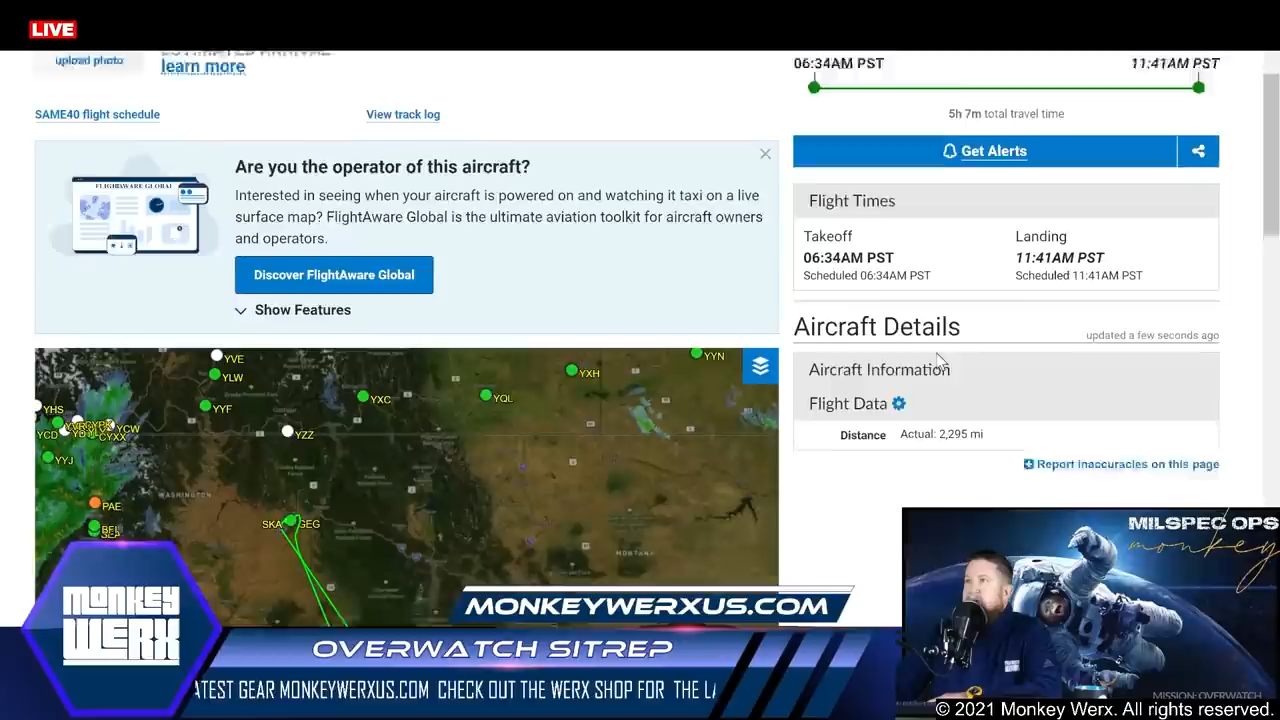 LIVE
upload photo
learn more
06:34AM PST
11:41AM PST
SAME40 flight schedule
View track log
5h 7m total travel time
Get Alerts
Are you the operator of this aircraft?
Interested in seeing when your aircraft is powered on and watching it taxi on a live
surface map? FlightAware Global is the ultimate aviation toolkit for aircraft owners
and operators.
FLIGHTAWARE GLOBAL
Discover FlightAware Global
Show Features
Flight Times
Takeoff
Landing
06:34AM PST
11:41AM PST
Scheduled 06:34AM PST
Scheduled 11:41AM PST
Aircraft Details
updated a few seconds ago
Aircraft Information
Flight Data
Distance
Actual: 2,295 mi
Report inaccuracies on this page
YVE
YYN
YLW
YXH
YXC
YQL
YHS
YYF
YCD
YCW
CYXX
YZZ
YYJ
WASHINGTON
PAE
SKA
GEG
BFI
MONTANA
MILSPEC OPS
monkey
MONKEY
WERX
MONKEYWERXUS.COM
OVERWATCH SITREP
ATEST GEAR MONKEYWERXUS.COM CHECK OUT THE WERX SHOP FOR THE LA
MISSION: OVERWATCH
© 2021 Monkey Werx. All rights reserved.